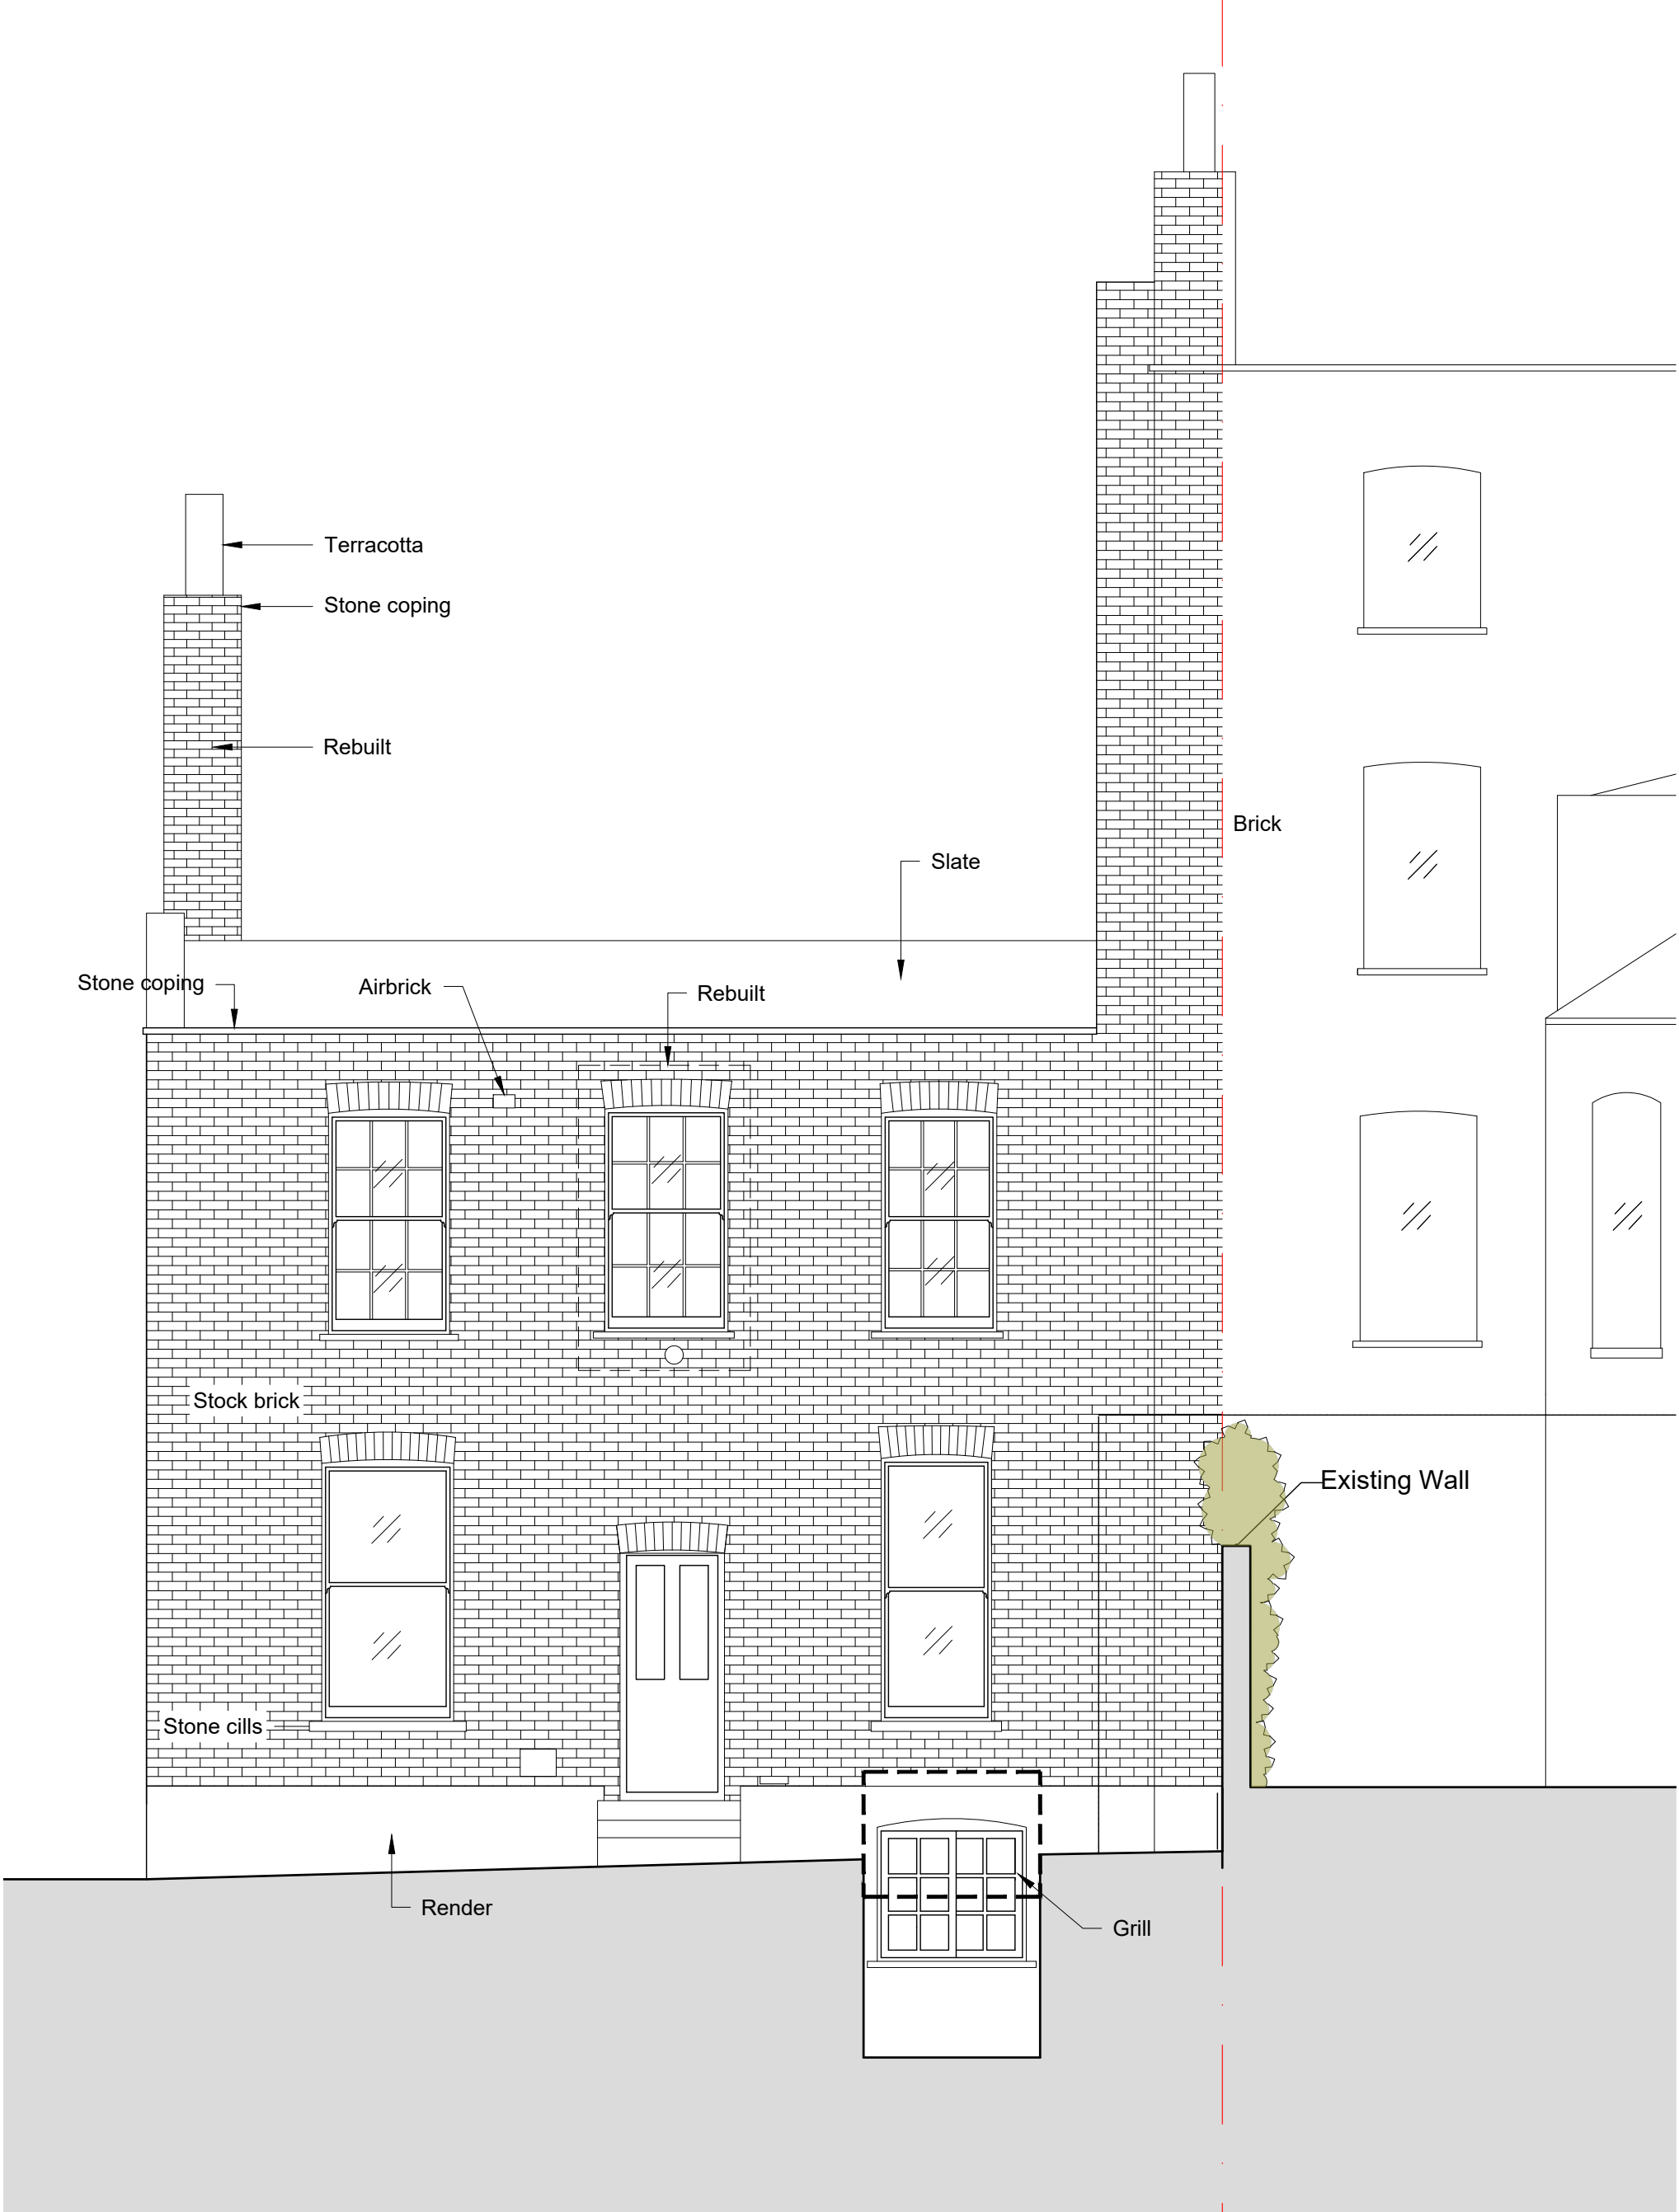 Terracotta
Stone coping
Rebuilt
Brick
Slate
Stone coping
Airbrick
Rebuilt
Stock brick
Existing Wall
Stone cills
Render
Grill